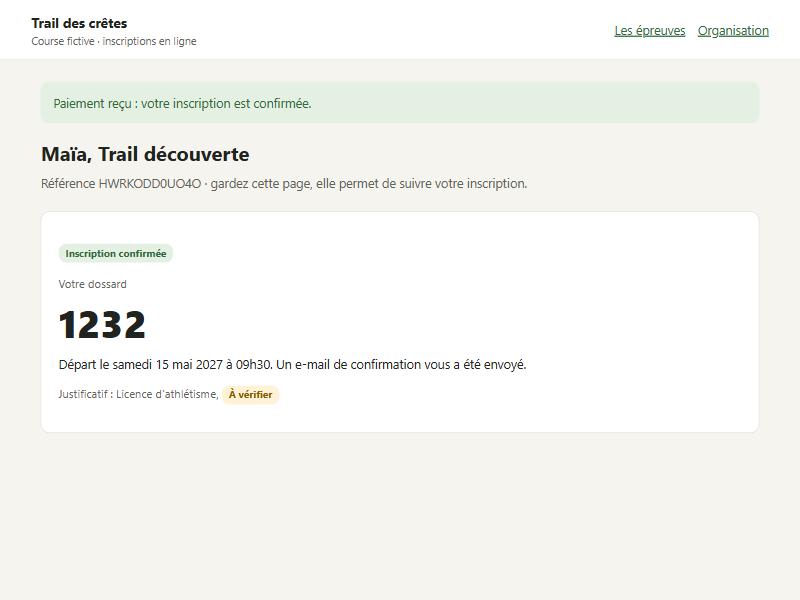 Trail des crêtes
Course fictive · inscriptions en ligne
Les épreuves Organisation
Paiement reçu : votre inscription est confirmée.
Maïa, Trail découverte
Référence HWRKODD0UO4O · gardez cette page, elle permet de suivre votre inscription.
Inscription confirmée
Votre dossard
1232
Départ le samedi 15 mai 2027 à 09h30. Un e-mail de confirmation vous a été envoyé.
Justificatif : Licence d'athlétisme, À vérifier